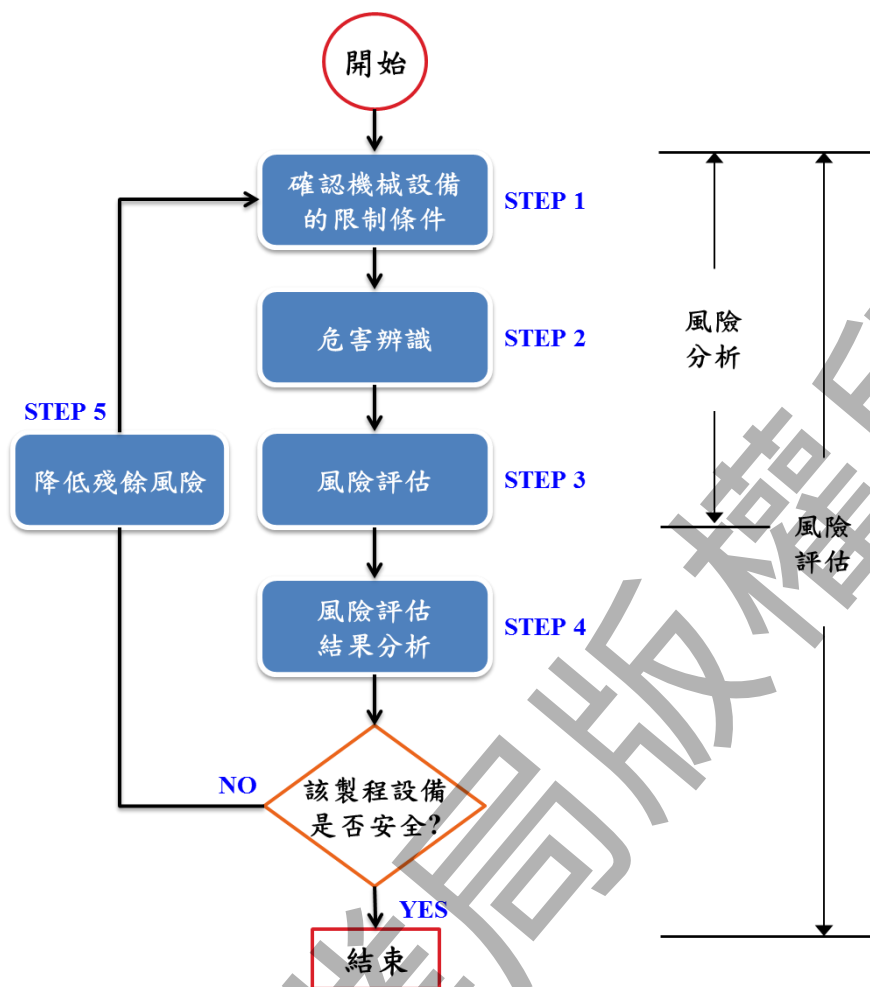 開始
確認機械設備
的限制條件
STEP 1
危害辨識
STEP 2
風險
分析
STEP 5
降低殘餘風險
風險評估
STEP 3
風險
評估
風險評估
結果分析
STEP 4
NO
該製程設備
是否安全?
YES
結束
局版權